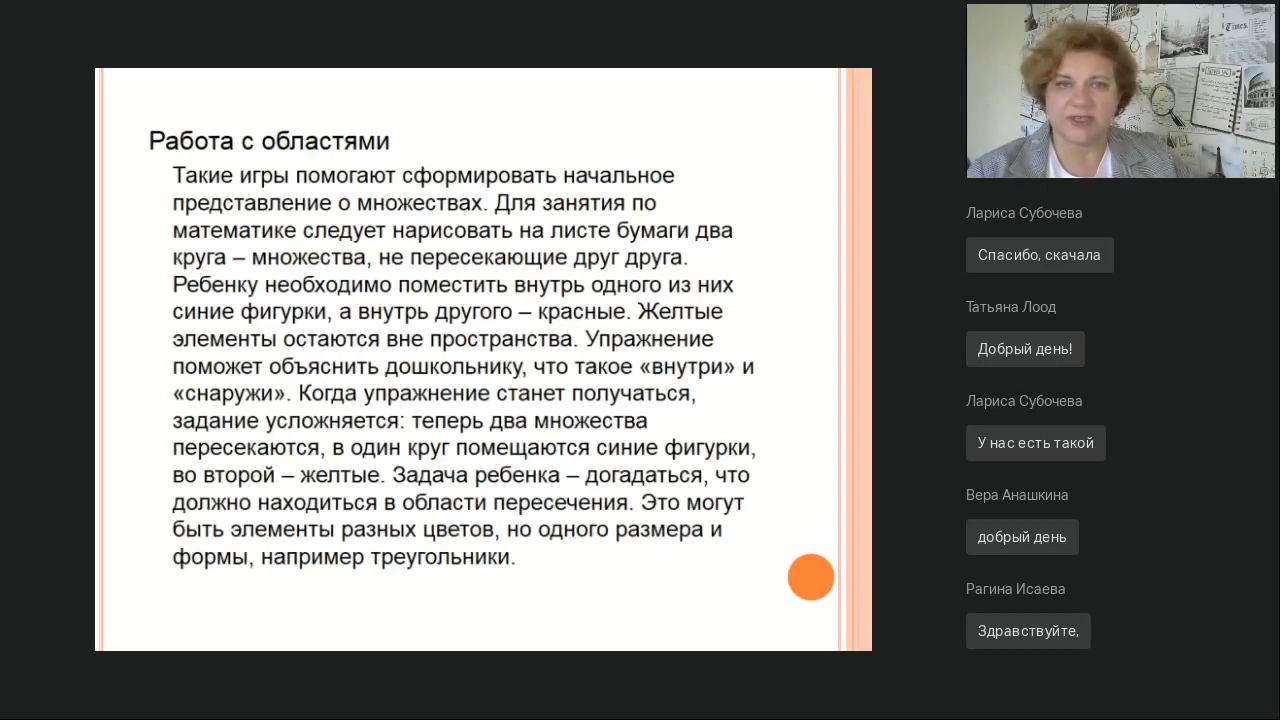 Работа с областями
Такие игры помогают сформировать начальное
представление о множествах. Для занятия по
математике следует нарисовать на листе бумаги два
круга – множества, не пересекающие друг друга.
Ребенку необходимо поместить внутрь одного из них
синие фигурки, а внутрь другого – красные. Желтые
элементы остаются вне пространства. Упражнение
поможет объяснить дошкольнику, что такое «внутри» и
«снаружи». Когда упражнение станет получаться,
задание усложняется: теперь два множества
пересекаются, в один круг помещаются синие фигурки,
во второй – желтые. Задача ребенка – догадаться, что
должно находиться в области пересечения. Это могут
быть элементы разных цветов, но одного размера и
формы, например треугольники.
Times
Лариса Субочева
Спасибо, скачала
Татьяна Лоод
Добрый день!
Лариса Субочева
У нас есть такой
Вера Анашкина
добрый день
Рагина Исаева
Здравствуйте,